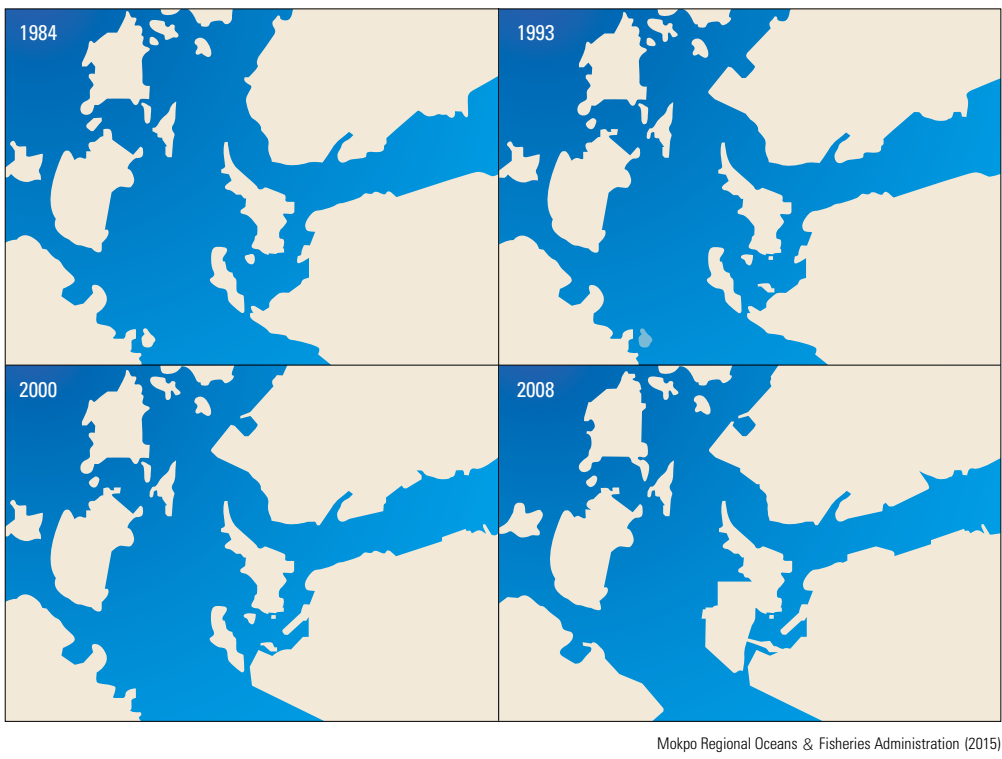 1984
1993
2000
2008
Mokpo Regional Oceans & Fisheries Administration (2015)